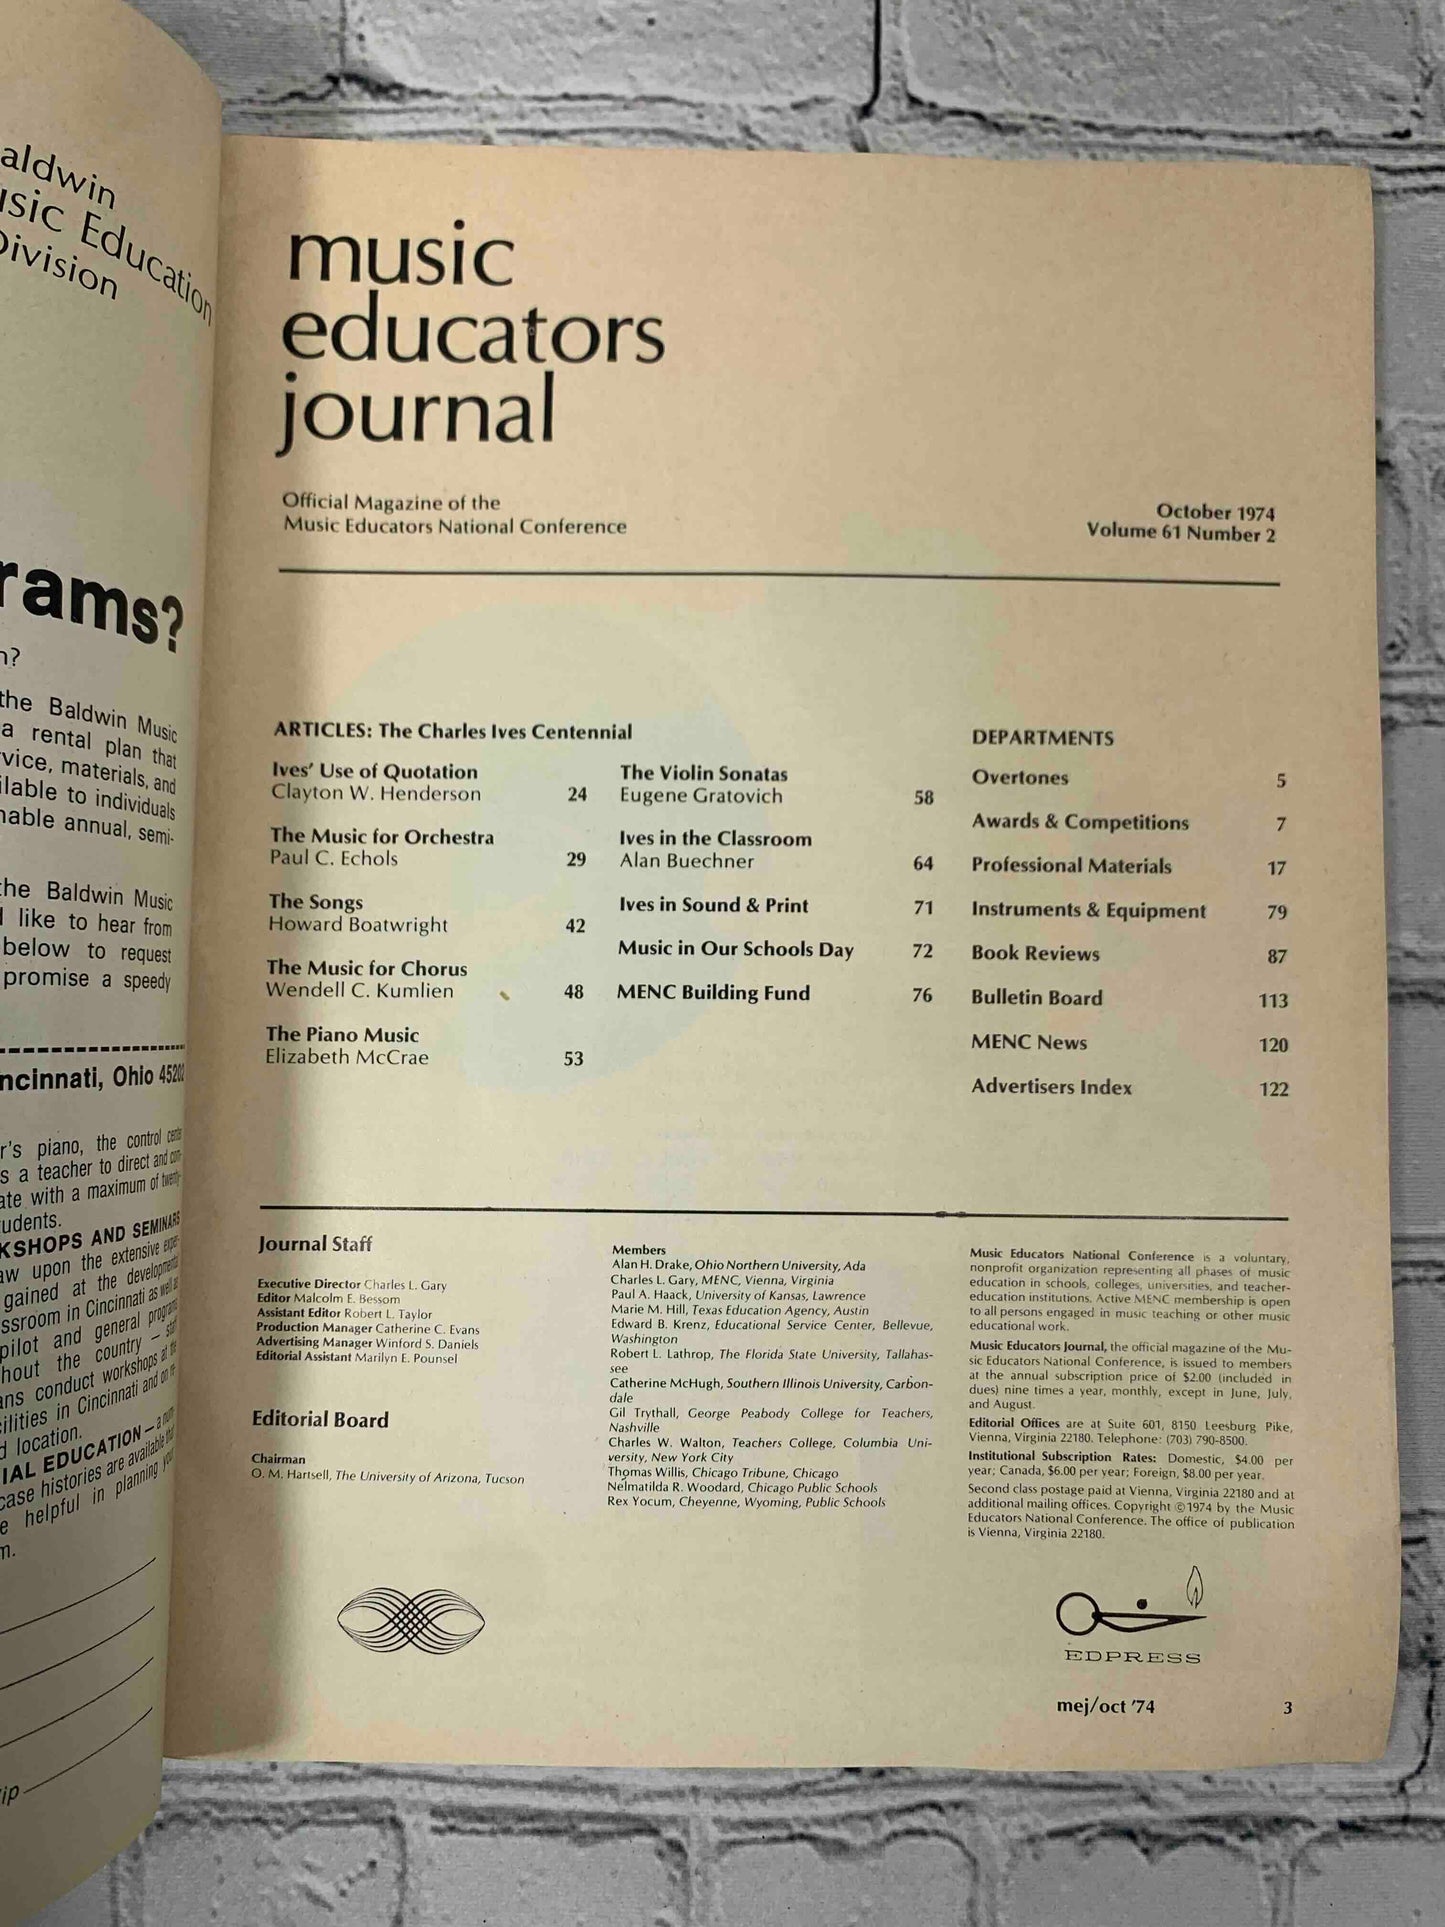 aldwin
Education
Division
rams?
the Baldwin Music
a rental plan that
vice, materials, and
ilable to individuals
nable annual, semi-
the Baldwin Music
like to hear from
below to request
promise a speedy
ncinnati, Ohio 45202
r's piano, the control center
s a teacher to direct and con-
ate with a maximum of twenty-
udents.
KSHOPS AND SEMINARS
aw upon the extensive exper-
gained at the developmental
ssroom in Cincinnati as well as
pilot and general programs
hout the country – staff
ans conduct workshops at the
cilities in Cincinnati and on re-
d location.
IAL EDUCATION — a num-
case histories are available that
e helpful in planning your
m.
music
educators
journal
Official Magazine of the
Music Educators National Conference
October 1974
Volume 61 Number 2
ARTICLES: The Charles Ives Centennial
Ives' Use of Quotation
Clayton W. Henderson 24
The Music for Orchestra
Paul C. Echols 29
The Songs
Howard Boatwright 42
The Music for Chorus
Wendell C. Kumlien 48
The Piano Music
Elizabeth McCrae 53
The Violin Sonatas
Eugene Gratovich 58
Ives in the Classroom
Alan Buechner 64
Ives in Sound & Print 71
Music in Our Schools Day 72
MENC Building Fund 76
DEPARTMENTS
Overtones 5
Awards & Competitions 7
Professional Materials 17
Instruments & Equipment 79
Book Reviews 87
Bulletin Board 113
MENC News 120
Advertisers Index 122
Journal Staff
Executive Director Charles L. Gary
Editor Malcolm E. Bessom
Assistant Editor Robert L. Taylor
Production Manager Catherine C. Evans
Advertising Manager Winford S. Daniels
Editorial Assistant Marilyn E. Pounsel
Editorial Board
Chairman
O. M. Hartsell, The University of Arizona, Tucson
Members
Alan H. Drake, Ohio Northern University, Ada
Charles L. Gary, MENC, Vienna, Virginia
Paul A. Haack, University of Kansas, Lawrence
Marie M. Hill, Texas Education Agency, Austin
Edward B. Krenz, Educational Service Center, Bellevue,
Washington
Robert L. Lathrop, The Florida State University, Tallahas-
see
Catherine McHugh, Southern Illinois University, Carbon-
dale
Gil Trythall, George Peabody College for Teachers,
Nashville
Charles W. Walton, Teachers College, Columbia Uni-
versity, New York City
Thomas Willis, Chicago Tribune, Chicago
Nelmatilda R. Woodard, Chicago Public Schools
Rex Yocum, Cheyenne, Wyoming, Public Schools
Music Educators National Conference is a voluntary,
nonprofit organization representing all phases of music
education in schools, colleges, universities, and teacher-
education institutions. Active MENC membership is open
to all persons engaged in music teaching or other music
educational work.
Music Educators Journal, the official magazine of the Mu-
sic Educators National Conference, is issued to members
at the annual subscription price of $2.00 (included in
dues) nine times a year, monthly, except in June, July,
and August.
Editorial Offices are at Suite 601, 8150 Leesburg Pike,
Vienna, Virginia 22180. Telephone: (703) 790-8500.
Institutional Subscription Rates: Domestic, $4.00 per
year; Canada, $6.00 per year; Foreign, $8.00 per year.
Second class postage paid at Vienna, Virginia 22180 and at
additional mailing offices. Copyright ©1974 by the Music
Educators National Conference. The office of publication
is Vienna, Virginia 22180.
EDPRESS
mej/oct '74 3